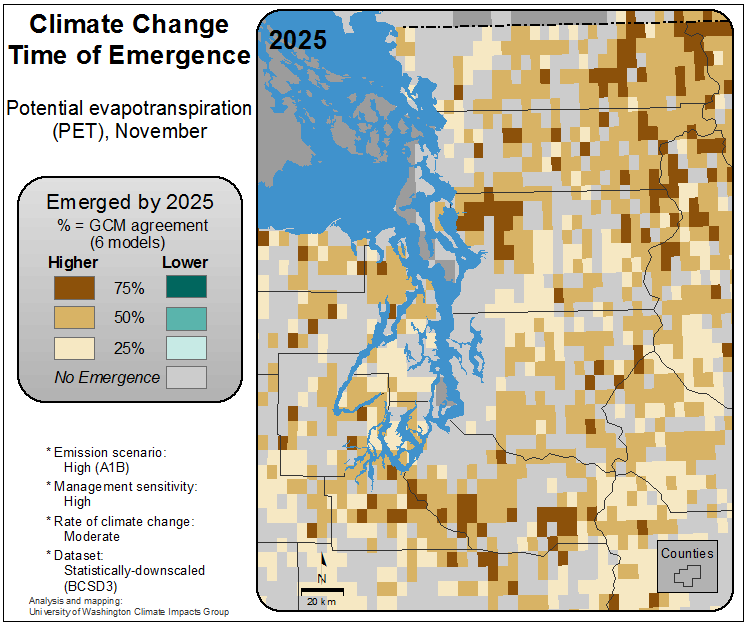 Climate Change
Time of Emergence
Potential evapotranspiration
(PET), November
Emerged by 2025
% = GCM agreement
(6 models)
Higher Lower
75%
50%
25%
No Emergence
* Emission scenario:
High (A1B)
* Management sensitivity:
High
* Rate of climate change:
Moderate
* Dataset:
Statistically-downscaled
(BCSD3)
Analysis and mapping:
University of Washington Climate Impacts Group
2025
N
20 km
Counties